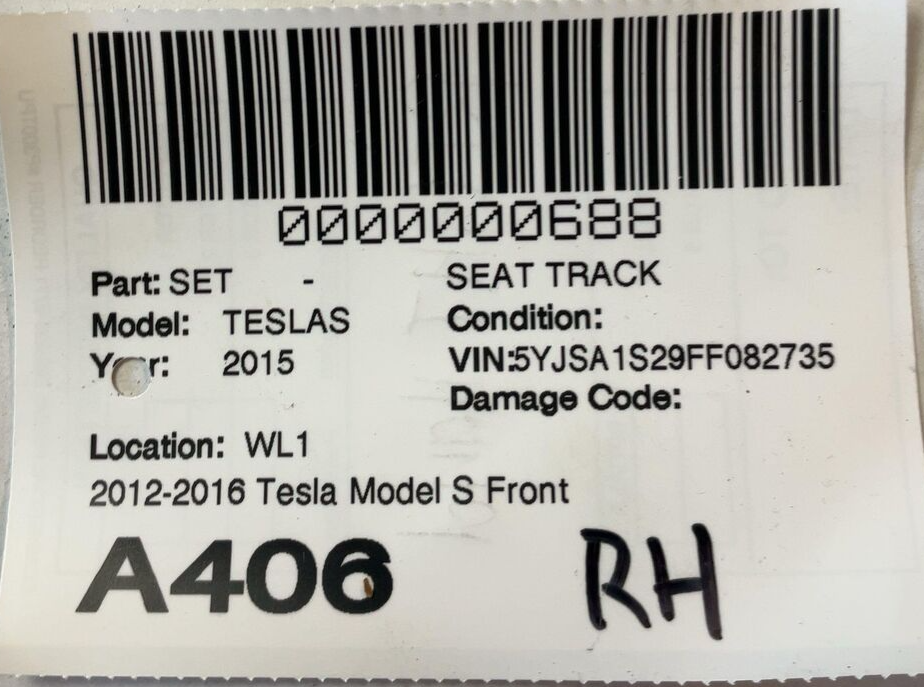 0000000688
Part: SET - SEAT TRACK
Model: TESLAS Condition:
Year: 2015 VIN:5YJSA1S29FF082735
Damage Code:
Location: WL1
2012-2016 Tesla Model S Front
A406 RH